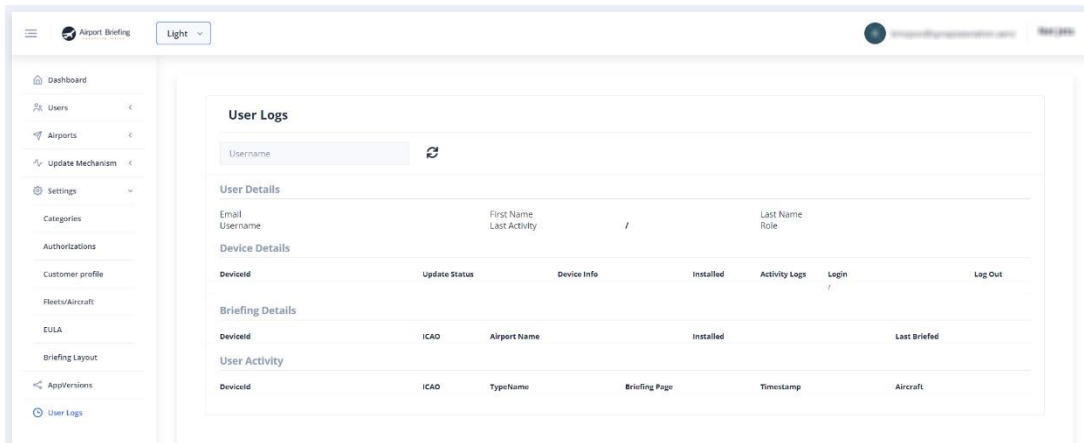 Airport Briefing
Light
Dashboard
Users
Airports
Update Mechanism
Settings
Categories
Authorizations
Customer profile
Fleets/Aircraft
EULA
Briefing Layout
AppVersions
User Logs
User Logs
Username
User Details
Email First Name Last Name
Username Last Activity / Role
Device Details
DeviceId Update Status Device Info Installed Activity Logs Login Log Out
/
Briefing Details
DeviceId ICAO Airport Name Installed Last Briefed
User Activity
DeviceId ICAO TypeName Briefing Page Timestamp Aircraft